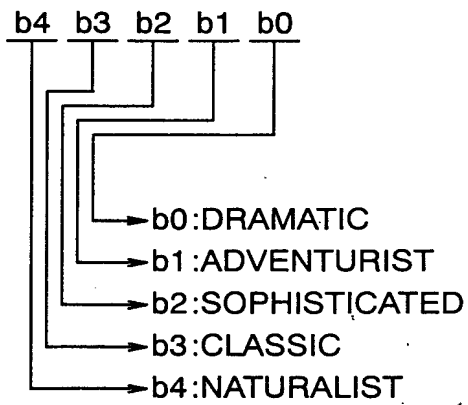 b4 b3 b2 b1 b0
b0:DRAMATIC
b1:ADVENTURIST
b2:SOPHISTICATED
b3:CLASSIC
b4:NATURALIST